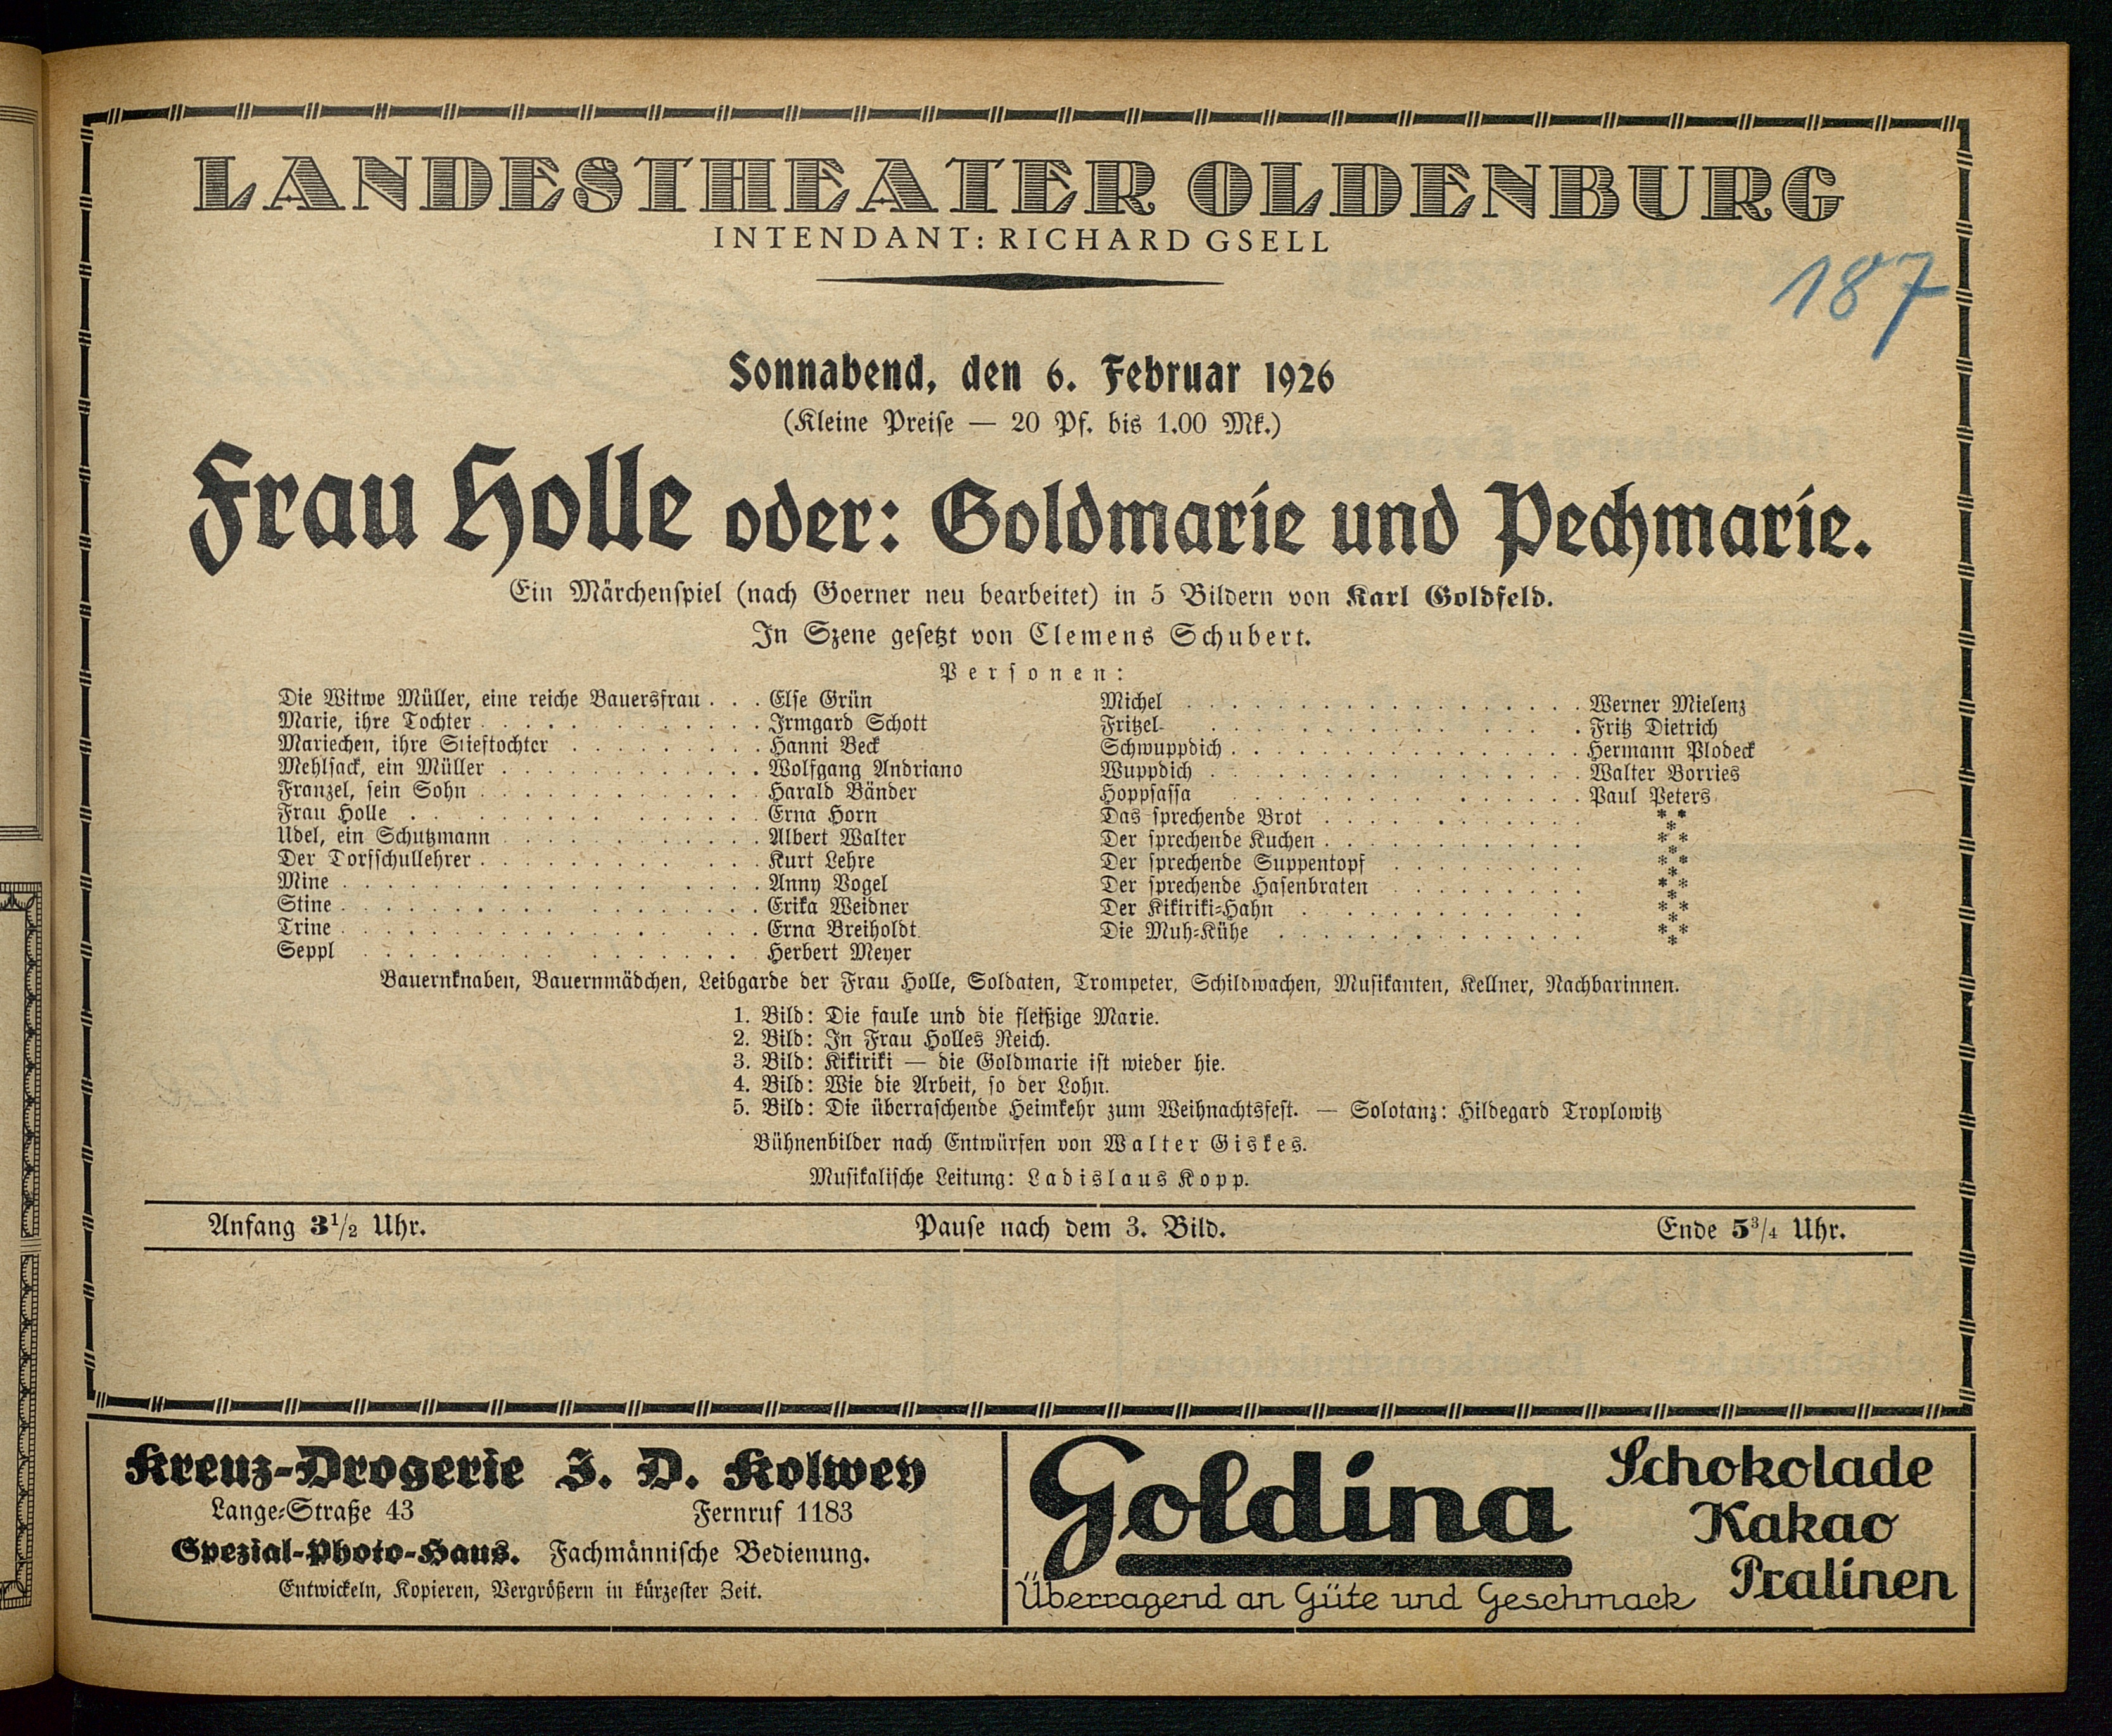 LANDESTHEATER OLDENBURG
INTENDANT: RICHARD GSELL
187
Sonnabend, den 6. Februar 1926
(Kleine Preise — 20 Pf. bis 1.00 Mk.)
Frau Holle oder: Goldmarie und Pechmarie.
Ein Märchenspiel (nach Goerner neu bearbeitet) in 5 Bildern von Karl Goldfeld.
In Szene gesetzt von Clemens Schubert.
Personen:
Die Witwe Müller, eine reiche Bauersfrau . . . Else Grün
Marie, ihre Tochter . . . Irmgard Schott
Mariechen, ihre Stieftochter . . . Hanni Beck
Mehlsack, ein Müller . . . Wolfgang Andriano
Franzel, sein Sohn . . . Harald Bänder
Frau Holle . . . Erna Horn
Udel, ein Schutzmann . . . Albert Walter
Der Dorfschullehrer . . . Kurt Lehre
Mine . . . Anny Vogel
Stine . . . Erika Weidner
Trine . . . Erna Breiholdt
Seppl . . . Herbert Meyer
Michel . . . Werner Mielenz
Fritzel . . . Fritz Dietrich
Schwuppdich . . . Hermann Plodeck
Wuppdich . . . Walter Borries
Hoppsassa . . . Paul Peters
Das sprechende Brot . . . * * *
Der sprechende Kuchen . . . * * *
Der sprechende Suppentopf . . . * * *
Der sprechende Hasenbraten . . . * * *
Der Kikiriki-Hahn . . . * * *
Die Muh-Kühe . . . * * *
Bauernknaben, Bauernmädchen, Leibgarde der Frau Holle, Soldaten, Trompeter, Schildwachen, Musikanten, Kellner, Nachbarinnen.
1. Bild: Die faule und die fleißige Marie.
2. Bild: In Frau Holles Reich.
3. Bild: Kikiriki — die Goldmarie ist wieder hie.
4. Bild: Wie die Arbeit, so der Lohn.
5. Bild: Die überraschende Heimkehr zum Weihnachtsfest. — Solotanz: Hildegard Troplowitz
Bühnenbilder nach Entwürfen von Walter Giskes.
Musikalische Leitung: Ladislaus Kopp.
Anfang 3 1/2 Uhr. Pause nach dem 3. Bild. Ende 5 3/4 Uhr.
Kreuz-Drogerie J. D. Kolwey
Lange-Straße 43 Fernruf 1183
Spezial-Photo-Haus. Fachmännische Bedienung.
Entwickeln, Kopieren, Vergrößern in kürzester Zeit.
Goldina
Schokolade
Kakao
Pralinen
Überragend an Güte und Geschmack